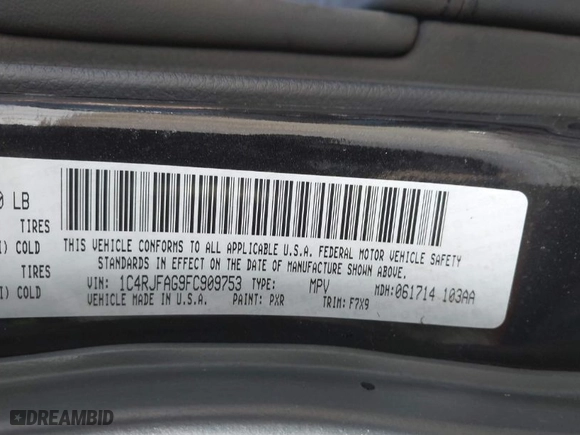 0 LB
TIRES
I) COLD
TIRES
I) COLD
THIS VEHICLE CONFORMS TO ALL APPLICABLE U.S.A. FEDERAL MOTOR VEHICLE SAFETY
STANDARDS IN EFFECT ON THE DATE OF MANUFACTURE SHOWN ABOVE.
VIN: 1C4RJFAG9FC909753 TYPE: MPV MDH:061714 103AA
VEHICLE MADE IN U.S.A. PAINT: PXR TRIM: F7X9
DREAMBID